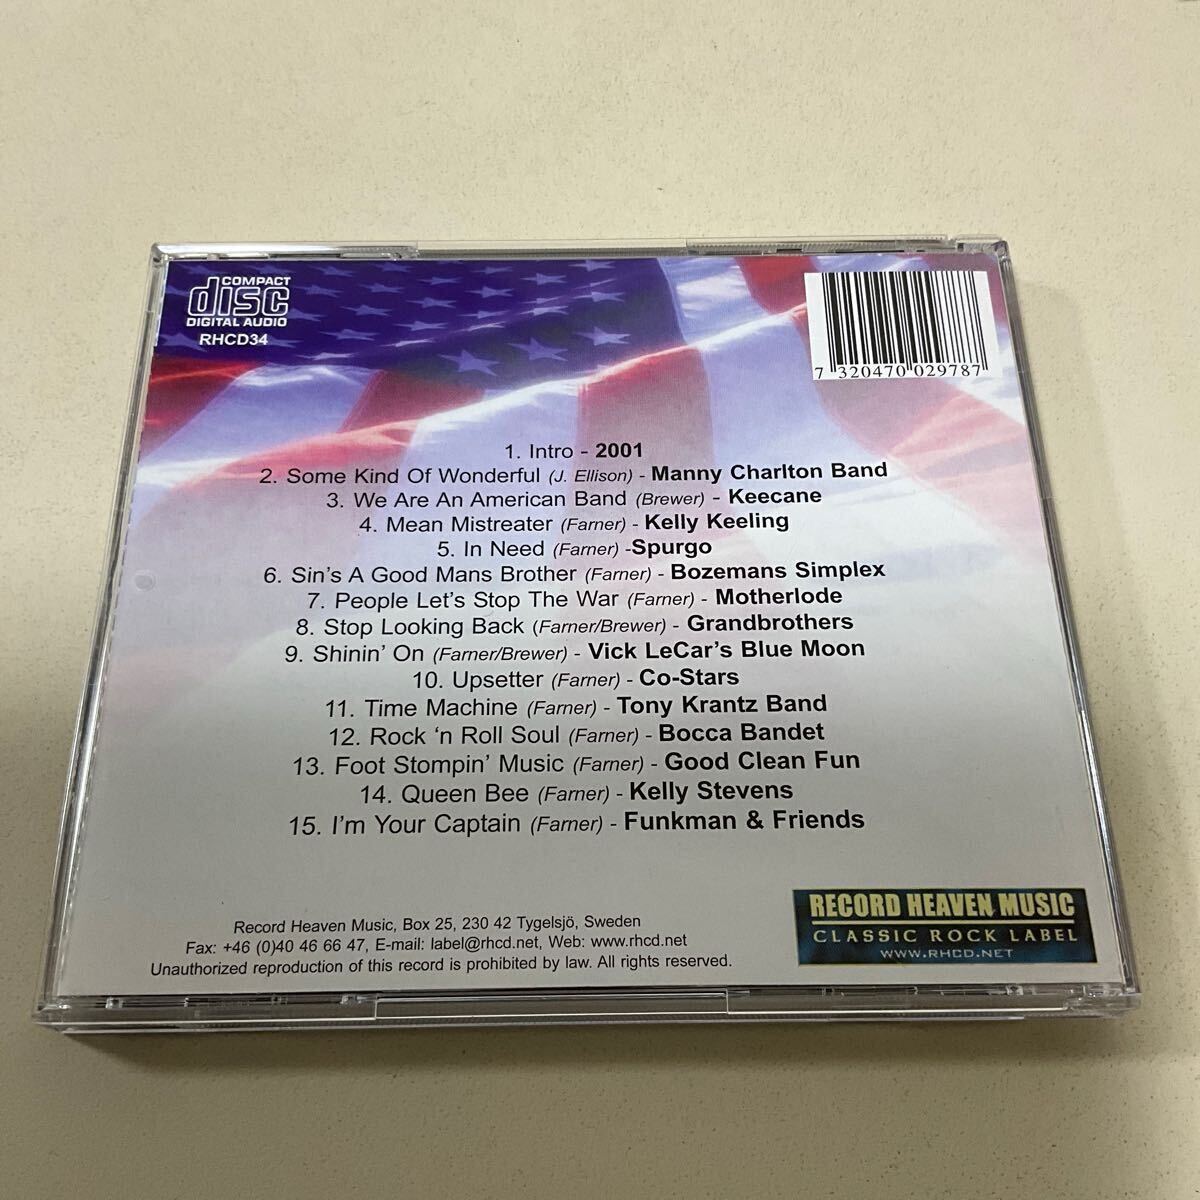 COMPACT
disc
DIGITAL AUDIO
RHCD34
7 320470 029787
1. Intro - 2001
2. Some Kind Of Wonderful (J. Ellison) - Manny Charlton Band
3. We Are An American Band (Brewer) - Keecane
4. Mean Mistreater (Farner) - Kelly Keeling
5. In Need (Farner) -Spurgo
6. Sin's A Good Mans Brother (Farner) - Bozemans Simplex
7. People Let's Stop The War (Farner) - Motherlode
8. Stop Looking Back (Farner/Brewer) - Grandbrothers
9. Shinin' On (Farner/Brewer) - Vick LeCar's Blue Moon
10. Upsetter (Farner) - Co-Stars
11. Time Machine (Farner) - Tony Krantz Band
12. Rock 'n Roll Soul (Farner) - Bocca Bandet
13. Foot Stompin' Music (Farner) - Good Clean Fun
14. Queen Bee (Farner) - Kelly Stevens
15. I'm Your Captain (Farner) - Funkman & Friends
Record Heaven Music, Box 25, 230 42 Tygelsjö, Sweden
Fax: +46 (0)40 46 66 47, E-mail: label@rhcd.net, Web: www.rhcd.net
Unauthorized reproduction of this record is prohibited by law. All rights reserved.
RECORD HEAVEN MUSIC
CLASSIC ROCK LABEL
WWW.RHCD.NET